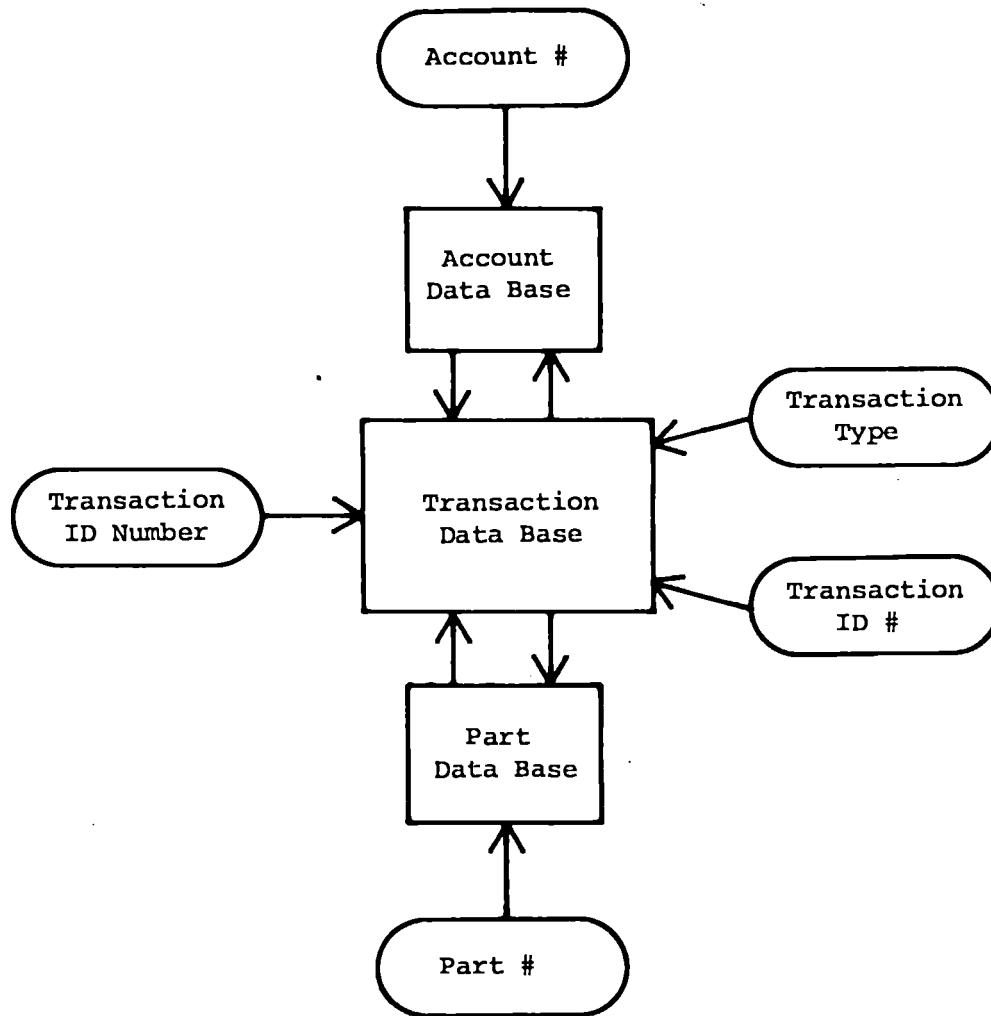 Account #
Account
Data Base
Transaction
Type
Transaction
ID Number
Transaction
Data Base
Transaction
ID #
Part
Data Base
Part #